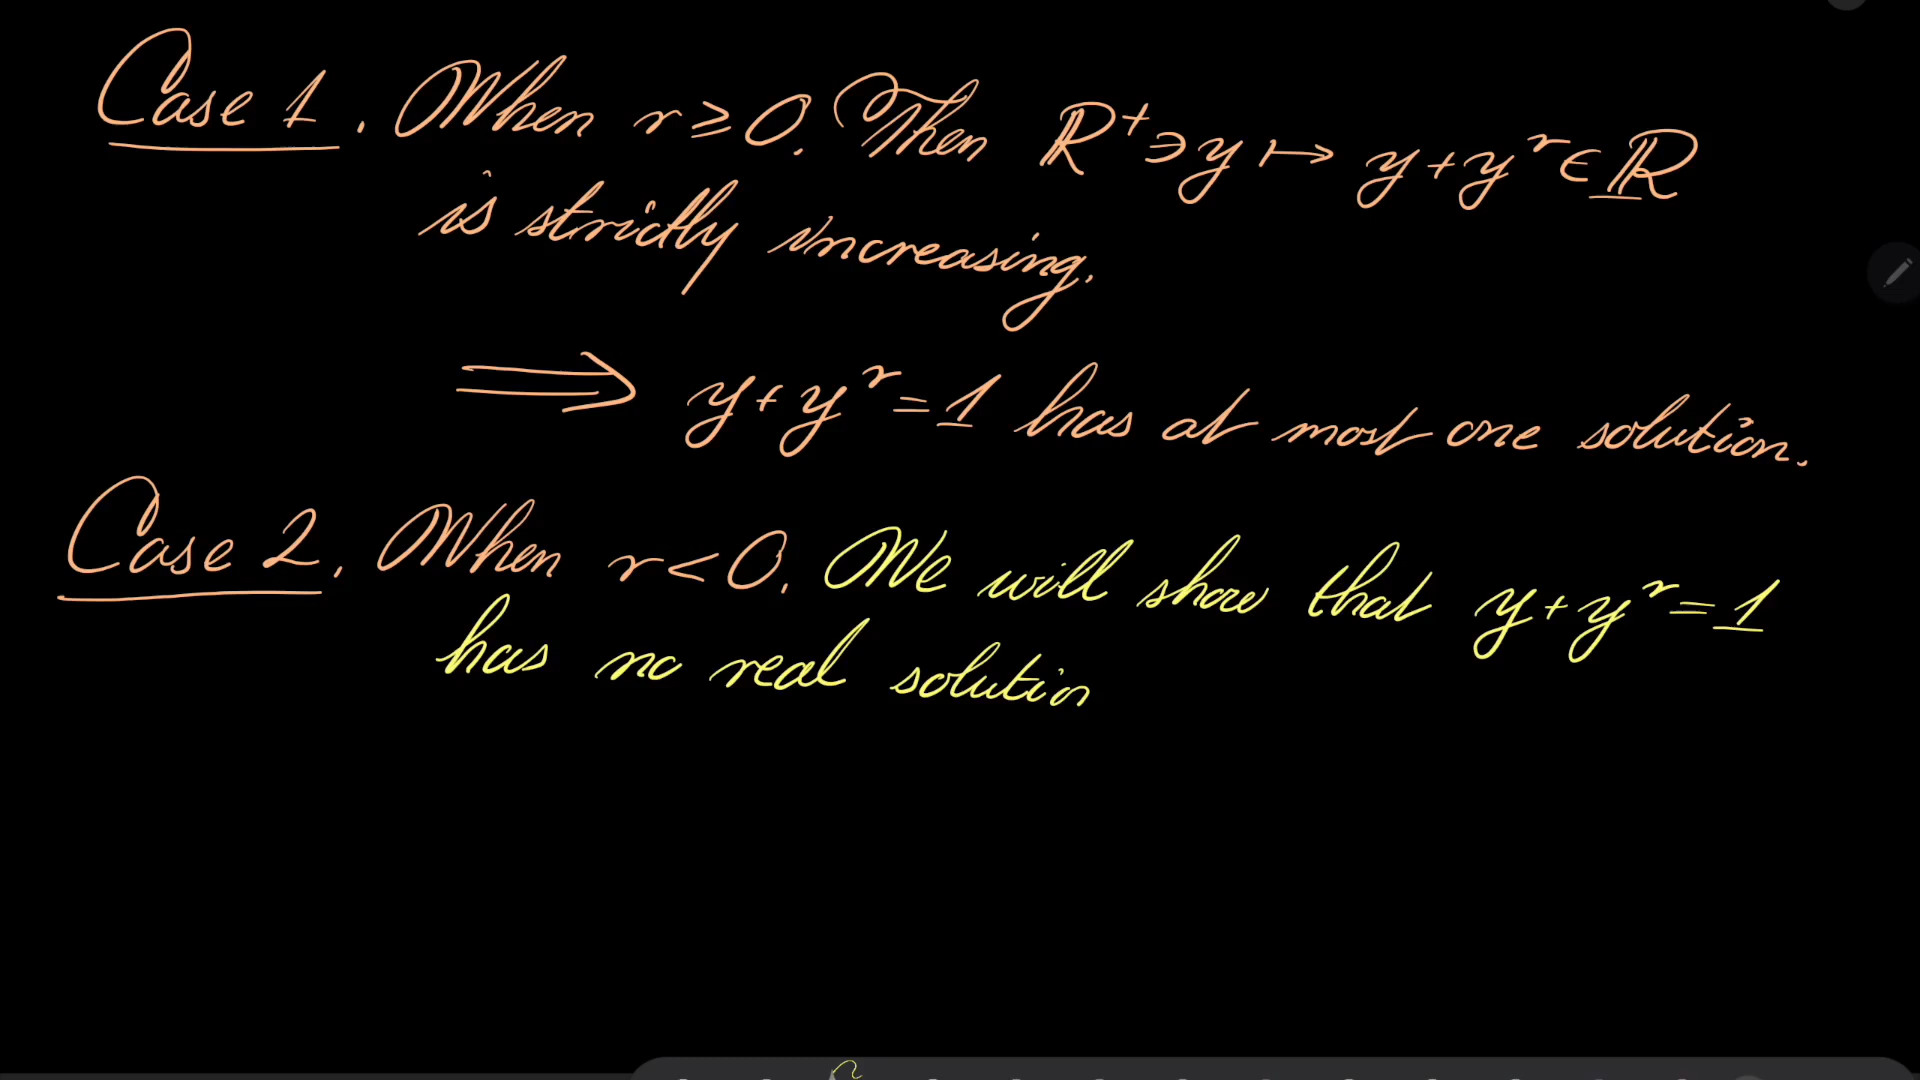 Case 1. When r ≥ 0. Then ℝ⁺ ∋ y ↦ y + yʳ ∈ ℝ
is strictly increasing.
⟹ y + yʳ = 1 has at most one solution.
Case 2. When r < 0. We will show that y + yʳ = 1
has no real solution